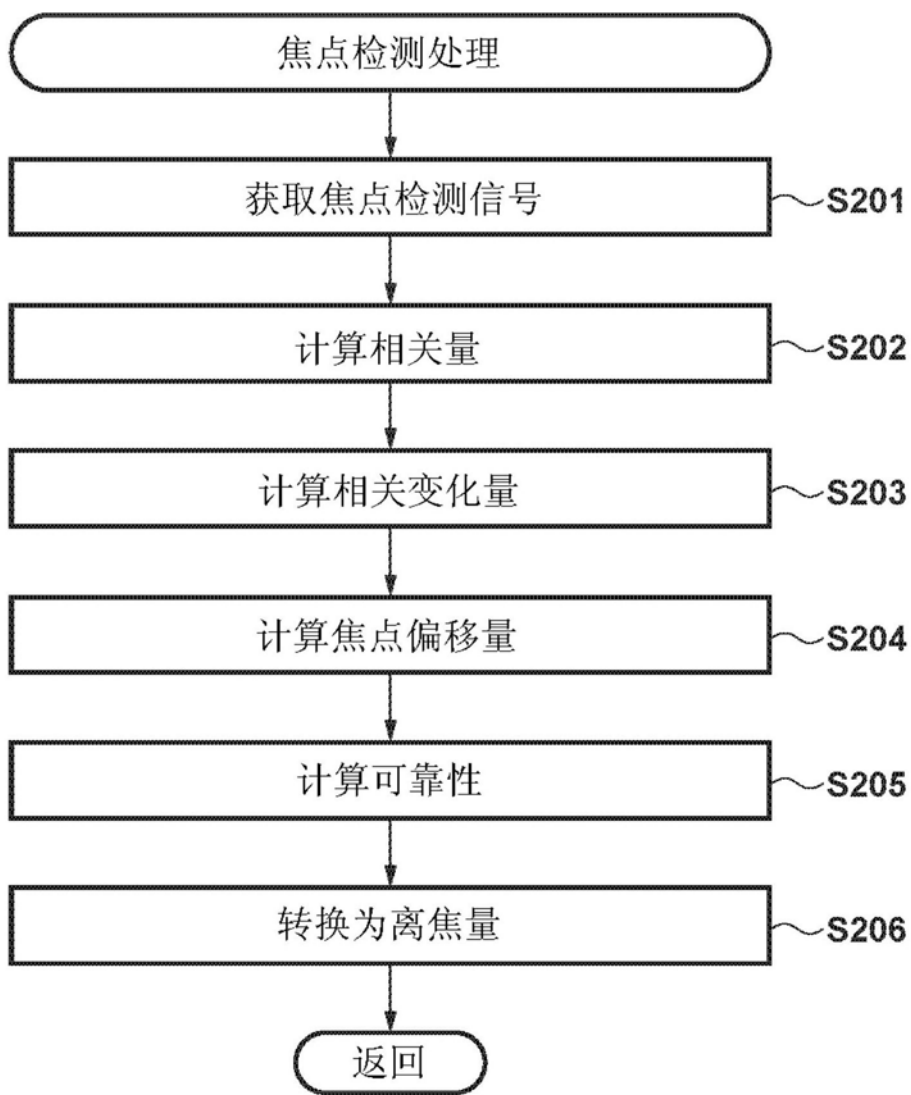 焦点检测处理
获取焦点检测信号 S201
计算相关量 S202
计算相关变化量 S203
计算焦点偏移量 S204
计算可靠性 S205
转换为离焦量 S206
返回